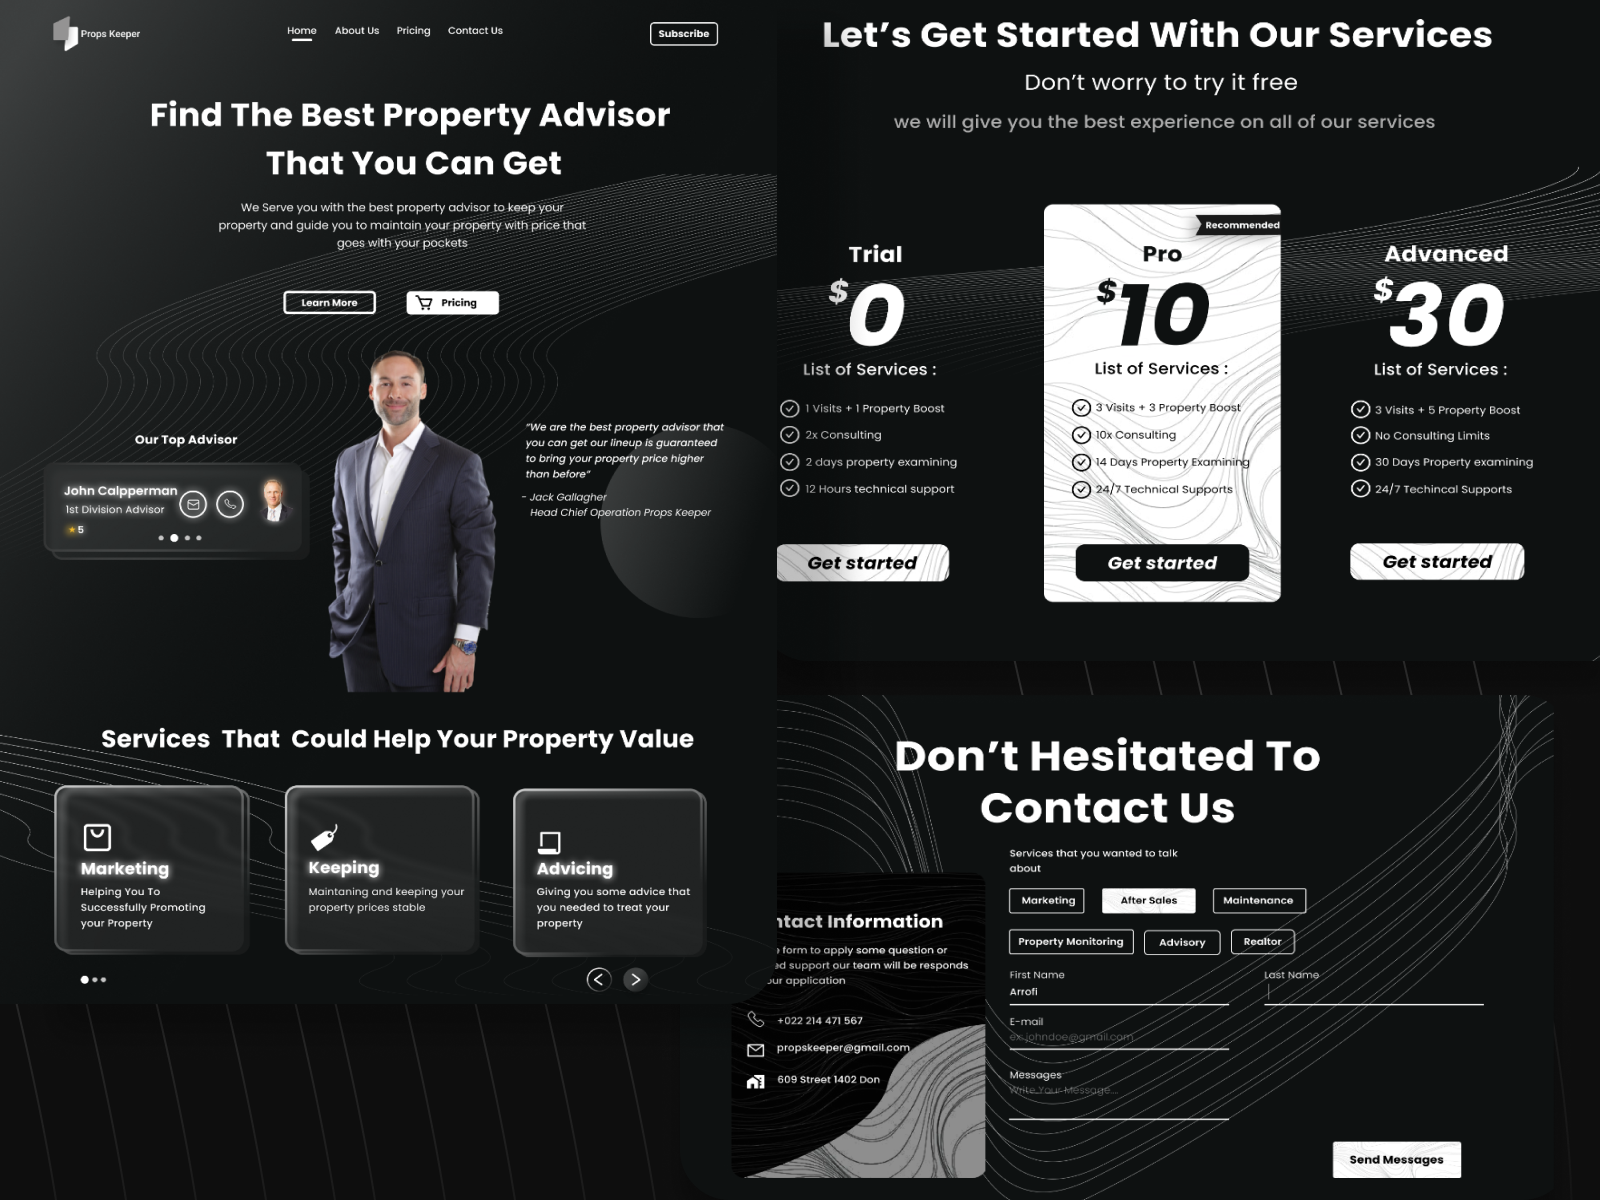 Props Keeper
Home
About Us
Pricing
Contact Us
Subscribe
Find The Best Property Advisor
That You Can Get
We Serve you with the best property advisor to keep your
property and guide you to maintain your property with price that
goes with your pockets
Learn More
Pricing
Our Top Advisor
John Calpperman
1st Division Advisor
5
“We are the best property advisor that
you can get our lineup is guaranteed
to bring your property price higher
than before”
- Jack Gallagher
Head Chief Operation Props Keeper
Services That Could Help Your Property Value
Marketing
Helping You To
Successfully Promoting
your Property
Keeping
Maintaning and keeping your
property prices stable
Advicing
Giving you some advice that
you needed to treat your
property
Let’s Get Started With Our Services
Don’t worry to try it free
we will give you the best experience on all of our services
Trial
$0
List of Services :
1 Visits + 1 Property Boost
2x Consulting
2 days property examining
12 Hours technical support
Get started
Recommended
Pro
$10
List of Services :
3 Visits + 3 Property Boost
10x Consulting
14 Days Property Examining
24/7 Technical Supports
Get started
Advanced
$30
List of Services :
3 Visits + 5 Property Boost
No Consulting Limits
30 Days Property examining
24/7 Techincal Supports
Get started
Don’t Hesitated To
Contact Us
ntact Information
form to apply some question or
ed support our team will be responds
ur application
+022 214 471 567
propskeeper@gmail.com
609 Street 1402 Don
Services that you wanted to talk
about
Marketing
After Sales
Maintenance
Property Monitoring
Advisory
Realtor
First Name
Last Name
Arrofi
E-mail
ex: johndoe@gmail.com
Messages
Write Your Message....
Send Messages